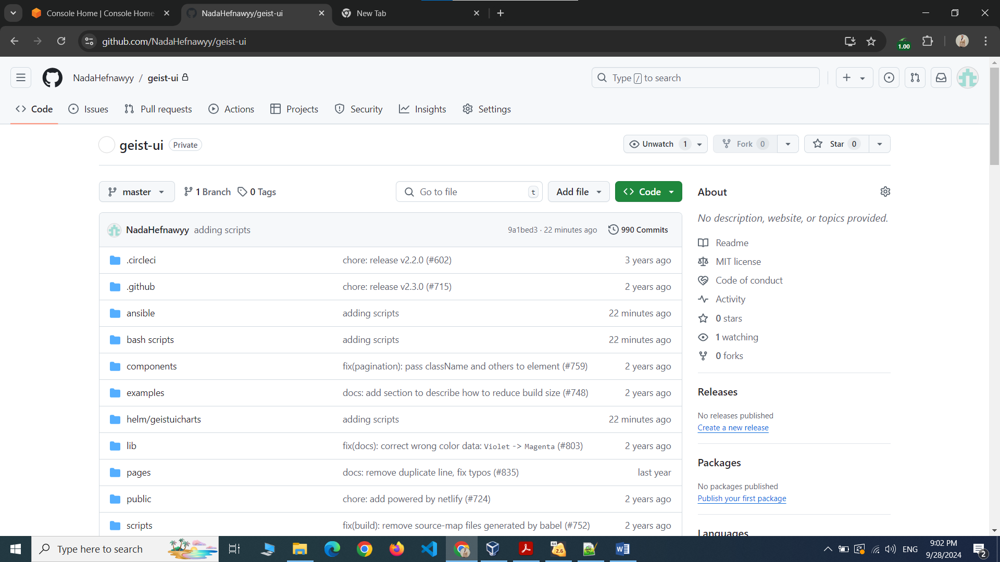 Console Home | Console Home
NadaHefnawyy/geist-ui
New Tab
github.com/NadaHefnawyy/geist-ui
1.00
NadaHefnawyy / geist-ui
Type / to search
Code Issues Pull requests Actions Projects Security Insights Settings
geist-ui Private
Unwatch 1 Fork 0 Star 0
master 1 Branch 0 Tags
Go to file t Add file Code
About
No description, website, or topics provided.
NadaHefnawyy adding scripts 9a1bed3 · 22 minutes ago 990 Commits
.circleci chore: release v2.2.0 (#602) 3 years ago
.github chore: release v2.3.0 (#715) 2 years ago
ansible adding scripts 22 minutes ago
bash scripts adding scripts 22 minutes ago
components fix(pagination): pass className and others to element (#759) 2 years ago
examples docs: add section to describe how to reduce build size (#748) 2 years ago
helm/geistuicharts adding scripts 22 minutes ago
lib fix(docs): correct wrong color data: Violet -> Magenta (#803) 2 years ago
pages docs: remove duplicate line, fix typos (#835) last year
public chore: add powered by netlify (#724) 2 years ago
scripts fix(build): remove source-map files generated by babel (#752) 2 years ago
Readme
MIT license
Code of conduct
Activity
0 stars
1 watching
0 forks
Releases
No releases published
Create a new release
Packages
No packages published
Publish your first package
Languages
Type here to search
64
2.6
ENG
9:02 PM
9/28/2024
2